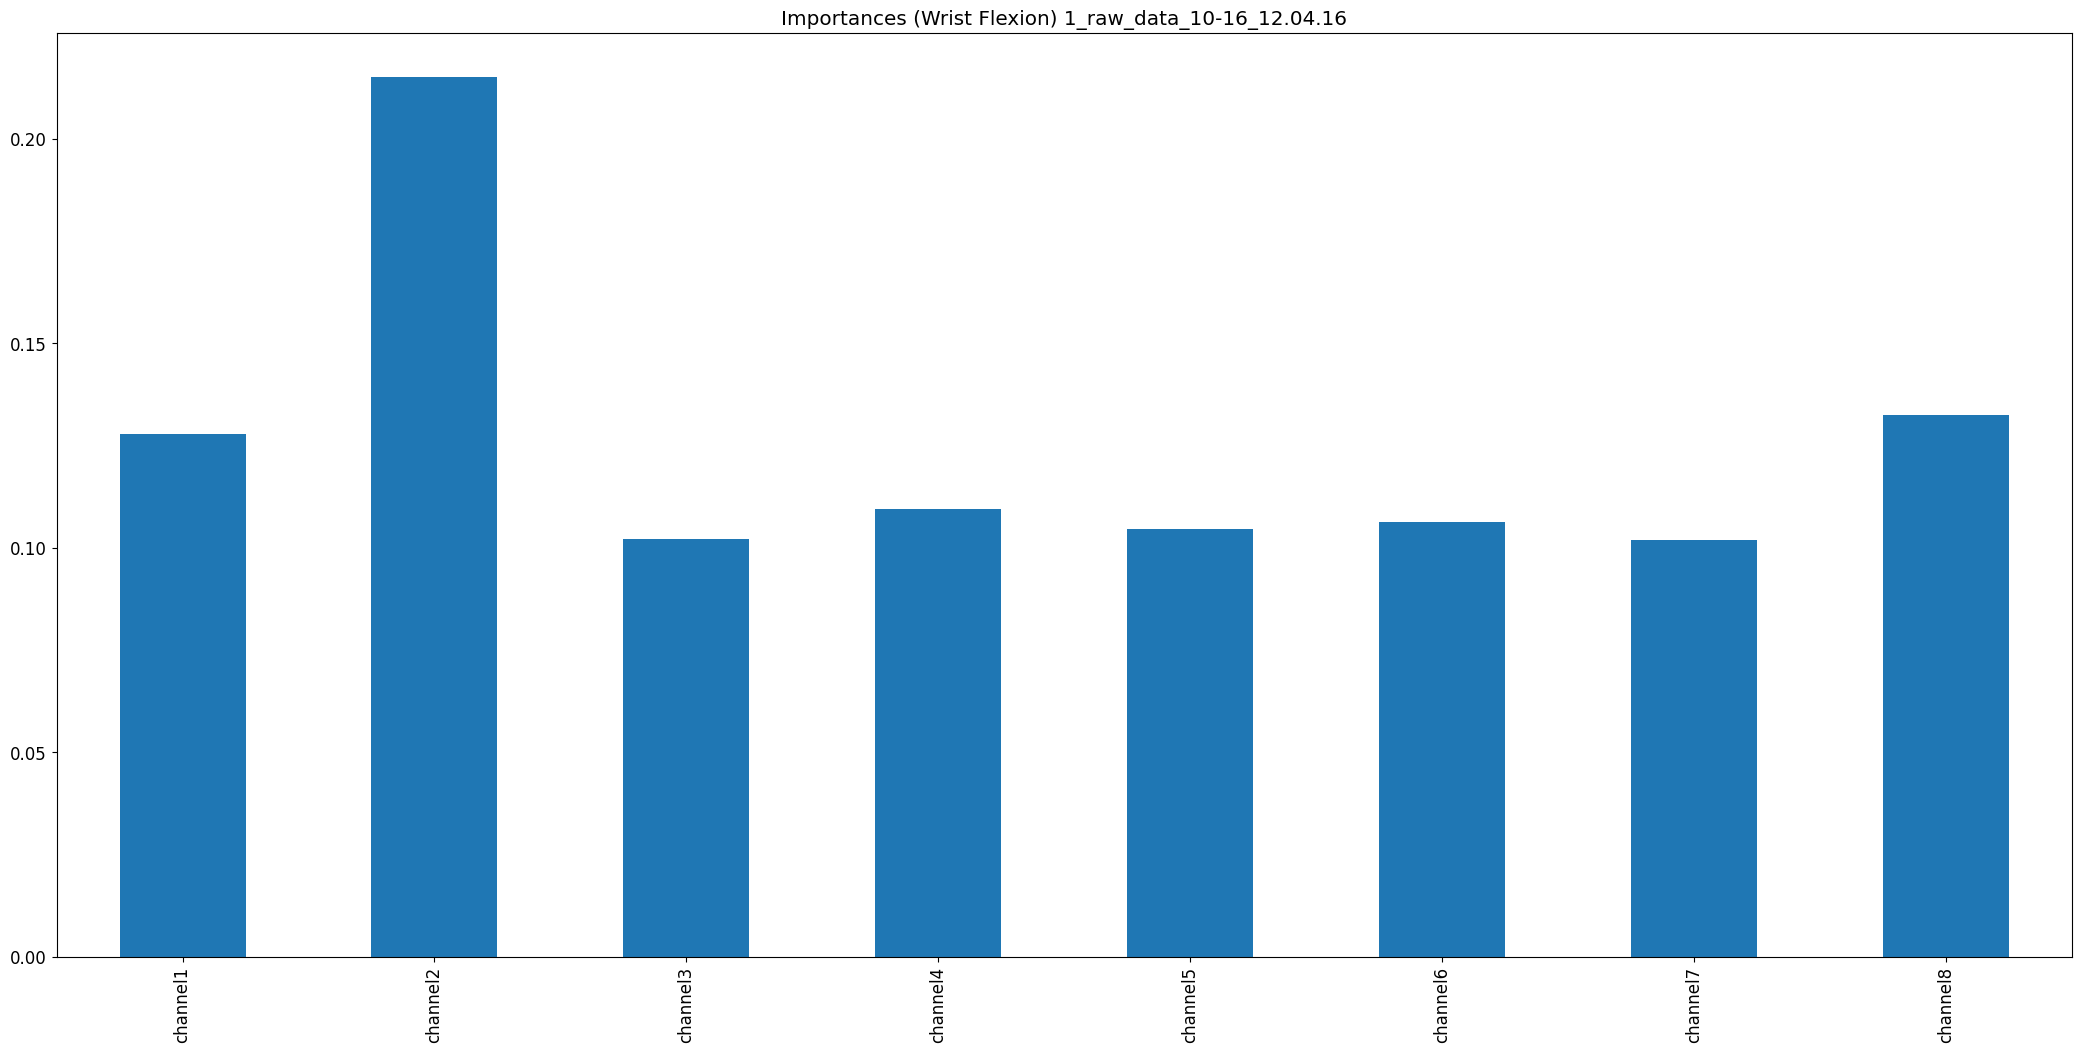 Importances (Wrist Flexion) 1_raw_data_10-16_12.04.16
0.20
0.15
0.10
0.05
0.00
channel1
channel2
channel3
channel4
channel5
channel6
channel7
channel8